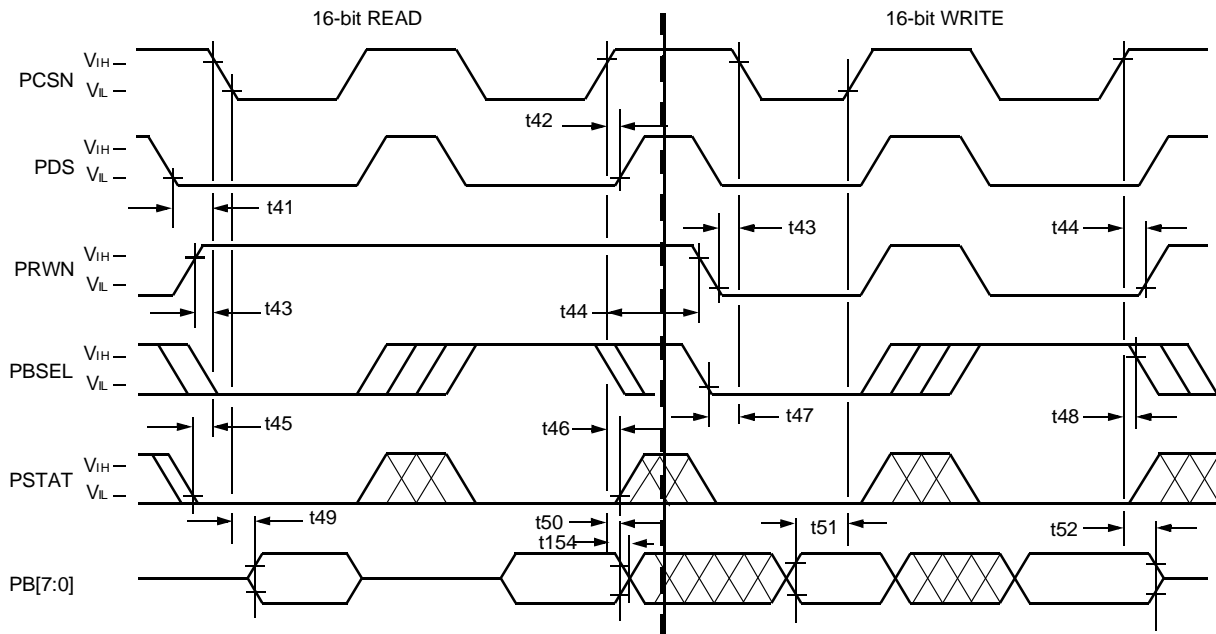 16-bit READ
16-bit WRITE
PCSN
VIH
VIL
t42
PDS
VIH
VIL
t41
t43
t44
PRWN
VIH
VIL
t43
t44
PBSEL
VIH
VIL
t45
t46
t47
t48
PSTAT
VIH
VIL
t49
t50
t51
t52
t154
PB[7:0]